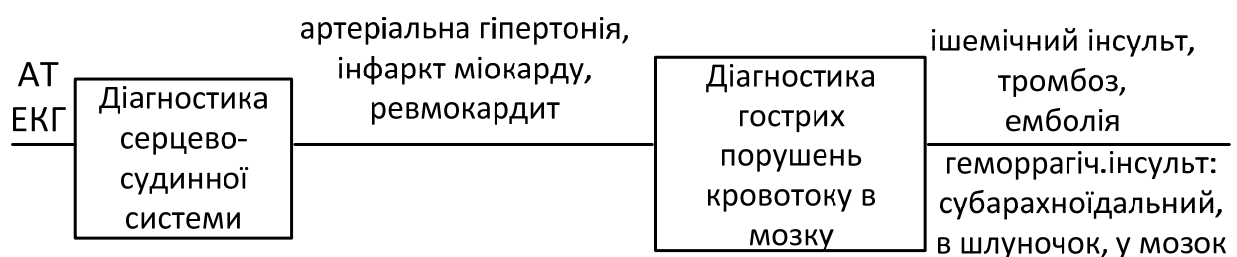 АТ
ЕКГ
Діагностика
серцево-
судинної
системи
артеріальна гіпертонія,
інфаркт міокарду,
ревмокардит
Діагностика
гострих
порушень
кровотоку в
мозку
ішемічний інсульт,
тромбоз,
емболія
геморрагіч.інсульт:
субарахноїдальний,
в шлуночок, у мозок